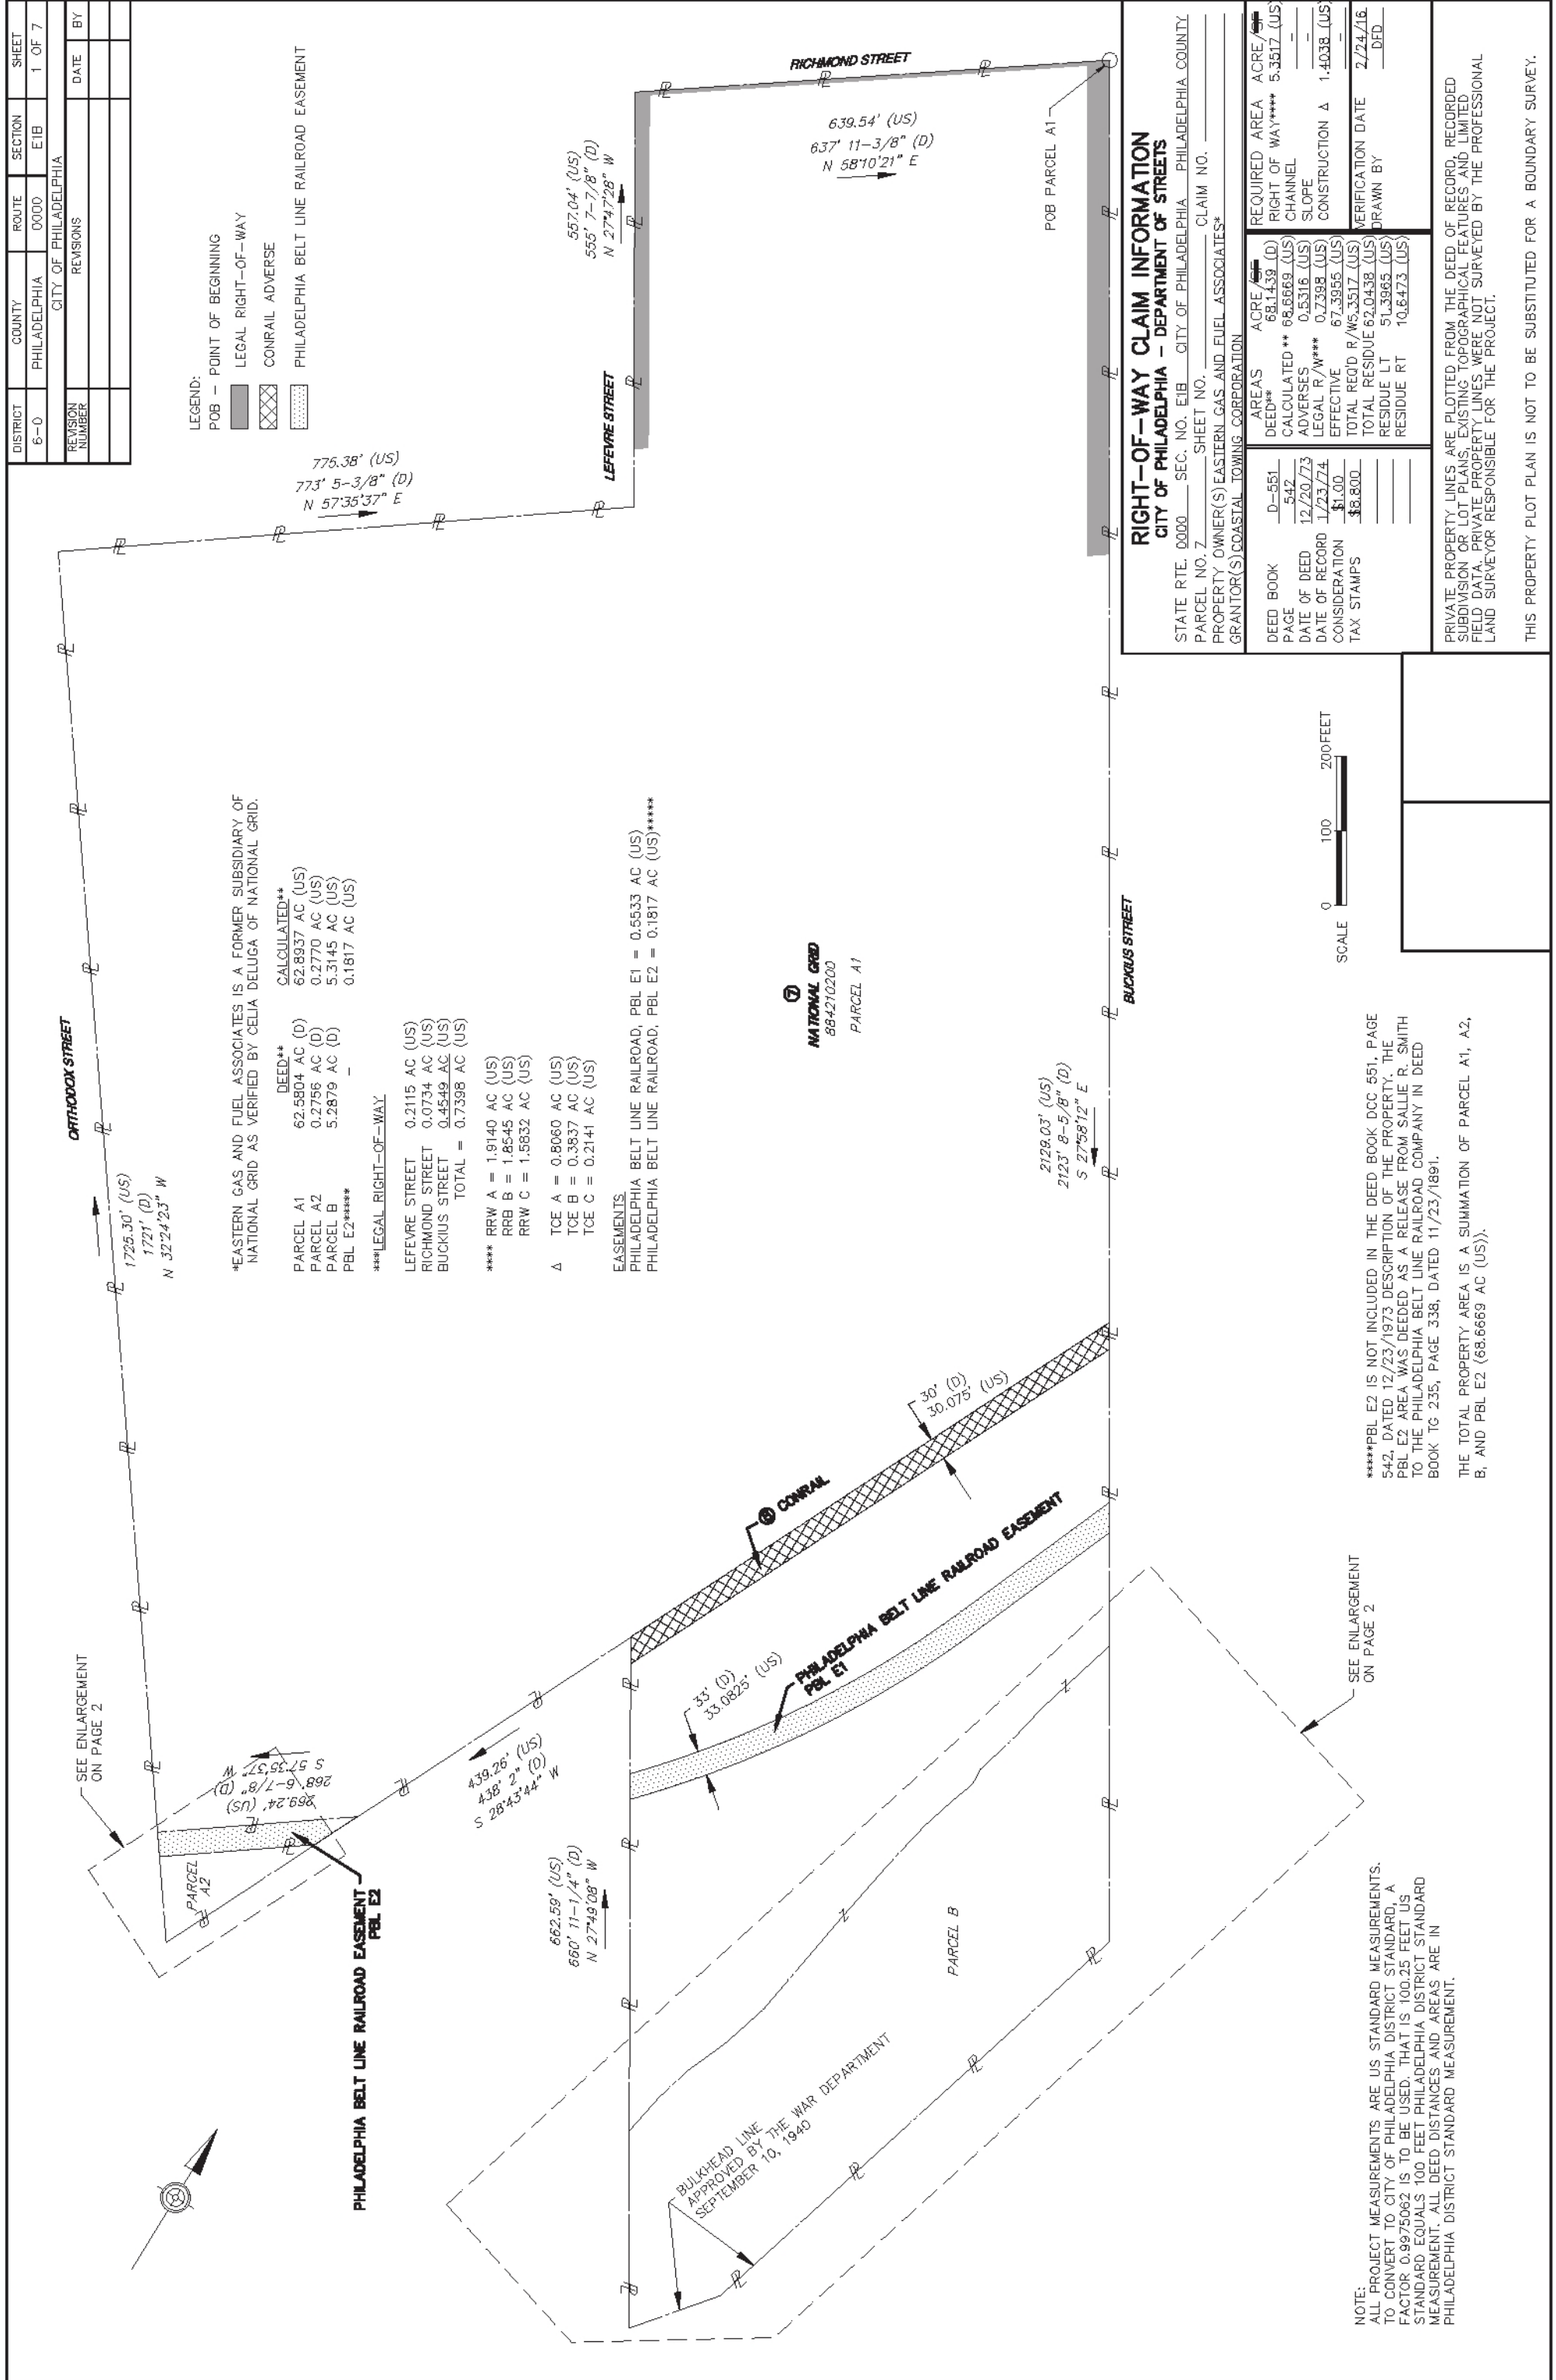 DISTRICT COUNTY ROUTE SECTION SHEET
6-0 PHILADELPHIA 0000 E1B 1 OF 7
CITY OF PHILADELPHIA
REVISION NUMBER REVISIONS DATE BY
LEGEND:
POB – POINT OF BEGINNING
LEGAL RIGHT-OF-WAY
CONRAIL ADVERSE
PHILADELPHIA BELT LINE RAILROAD EASEMENT
ORTHODOX STREET
1725.30' (US)
1721' (D)
N 32°24'23" W
775.38' (US)
773' 5-3/8" (D)
N 57°35'37" E
LEFEVRE STREET
557.04' (US)
555' 7-7/8" (D)
N 27°47'28" W
RICHMOND STREET
639.54' (US)
637' 11-3/8" (D)
N 58°10'21" E
POB PARCEL A1
*EASTERN GAS AND FUEL ASSOCIATES IS A FORMER SUBSIDIARY OF
NATIONAL GRID AS VERIFIED BY CELIA DELUGA OF NATIONAL GRID.
DEED** CALCULATED**
PARCEL A1 62.5804 AC (D) 62.8937 AC (US)
PARCEL A2 0.2756 AC (D) 0.2770 AC (US)
PARCEL B 5.2879 AC (D) 5.3145 AC (US)
PBL E2***** – 0.1817 AC (US)
***LEGAL RIGHT-OF-WAY
LEFEVRE STREET 0.2115 AC (US)
RICHMOND STREET 0.0734 AC (US)
BUCKIUS STREET 0.4549 AC (US)
TOTAL = 0.7398 AC (US)
**** RRW A = 1.9140 AC (US)
RRB B = 1.8545 AC (US)
RRW C = 1.5832 AC (US)
Δ TCE A = 0.8060 AC (US)
TCE B = 0.3837 AC (US)
TCE C = 0.2141 AC (US)
EASEMENTS
PHILADELPHIA BELT LINE RAILROAD, PBL E1 = 0.5533 AC (US)
PHILADELPHIA BELT LINE RAILROAD, PBL E2 = 0.1817 AC (US)*****
7
NATIONAL GRID
884210200
PARCEL A1
2129.03' (US)
2123' 8-5/8" (D)
S 27°58'12" E
BUCKIUS STREET
SEE ENLARGEMENT
ON PAGE 2
269.24' (US)
268' 6-7/8" (D)
S 57°35'37" W
PARCEL
A2
PHILADELPHIA BELT LINE RAILROAD EASEMENT
PBL E2
439.26' (US)
438' 2" (D)
S 28°43'44" W
662.59' (US)
660' 11-1/4" (D)
N 27°49'08" W
8 CONRAIL
30' (D)
30.075' (US)
33' (D)
33.0825' (US)
PHILADELPHIA BELT LINE RAILROAD EASEMENT
PBL E1
PARCEL B
BULKHEAD LINE
APPROVED BY THE WAR DEPARTMENT
SEPTEMBER 10, 1940
SEE ENLARGEMENT
ON PAGE 2
NOTE:
ALL PROJECT MEASUREMENTS ARE US STANDARD MEASUREMENTS.
TO CONVERT TO CITY OF PHILADELPHIA DISTRICT STANDARD, A
FACTOR 0.9975062 IS TO BE USED. THAT IS 100.25 FEET US
STANDARD EQUALS 100 FEET PHILADELPHIA DISTRICT STANDARD
MEASUREMENT. ALL DEED DISTANCES AND AREAS ARE IN
PHILADELPHIA DISTRICT STANDARD MEASUREMENT.
*****PBL E2 IS NOT INCLUDED IN THE DEED BOOK DCC 551, PAGE
542, DATED 12/23/1973 DESCRIPTION OF THE PROPERTY. THE
PBL E2 AREA WAS DEEDED AS A RELEASE FROM SALLIE R. SMITH
TO THE PHILADELPHIA BELT LINE RAILROAD COMPANY IN DEED
BOOK TG 235, PAGE 338, DATED 11/23/1891.
THE TOTAL PROPERTY AREA IS A SUMMATION OF PARCEL A1, A2,
B, AND PBL E2 (68.6669 AC (US)).
0 100 200 FEET
SCALE
RIGHT-OF-WAY CLAIM INFORMATION
CITY OF PHILADELPHIA – DEPARTMENT OF STREETS
STATE RTE. 0000 SEC. NO. E1B CITY OF PHILADELPHIA PHILADELPHIA COUNTY
PARCEL NO. 7 SHEET NO. CLAIM NO.
PROPERTY OWNER(S) EASTERN GAS AND FUEL ASSOCIATES*
GRANTOR(S) COASTAL TOWING CORPORATION
DEED BOOK D-551
PAGE 542
DATE OF DEED 12/20/73
DATE OF RECORD 1/23/74
CONSIDERATION $1.00
TAX STAMPS $8,800
AREAS ACRE/SF
DEED** 68.1439 (D)
CALCULATED ** 68.6669 (US)
ADVERSES 0.5316 (US)
LEGAL R/W*** 0.7398 (US)
EFFECTIVE 67.3955 (US)
TOTAL REQ'D R/W 5.3517 (US)
TOTAL RESIDUE 62.0438 (US)
RESIDUE LT 51.3965 (US)
RESIDUE RT 10.6473 (US)
REQUIRED AREA ACRE/SF
RIGHT OF WAY**** 5.3517 (US)
CHANNEL –
SLOPE –
CONSTRUCTION Δ 1.4038 (US)
–
VERIFICATION DATE 2/24/16
DRAWN BY DFD
PRIVATE PROPERTY LINES ARE PLOTTED FROM THE DEED OF RECORD, RECORDED
SUBDIVISION OR LOT PLANS, EXISTING TOPOGRAPHICAL FEATURES AND LIMITED
FIELD DATA. PRIVATE PROPERTY LINES WERE NOT SURVEYED BY THE PROFESSIONAL
LAND SURVEYOR RESPONSIBLE FOR THE PROJECT.
THIS PROPERTY PLOT PLAN IS NOT TO BE SUBSTITUTED FOR A BOUNDARY SURVEY.